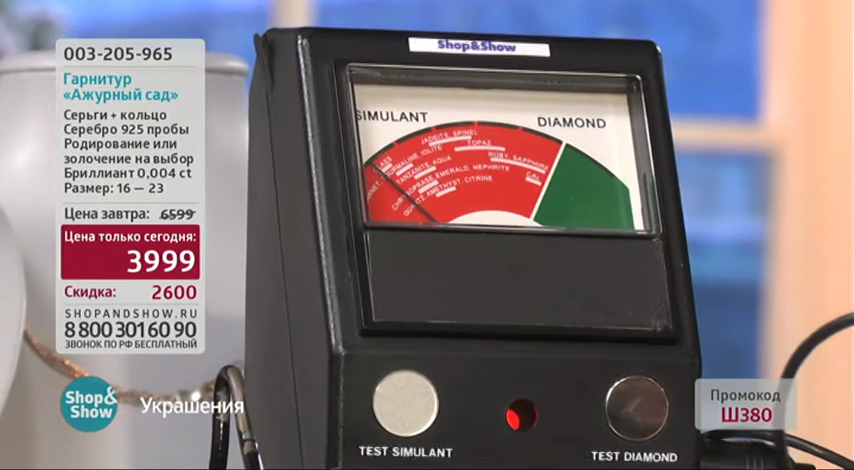 003-205-965
Гарнитур
«Ажурный сад»
Серьги + кольцо
Серебро 925 пробы
Родирование или
золочение на выбор
Бриллиант 0,004 ct
Размер: 16 — 23
Цена завтра: 6599
Цена только сегодня:
3999
Скидка: 2600
SHOPANDSHOW.RU
8 800 301 60 90
ЗВОНОК ПО РФ БЕСПЛАТНЫЙ
Shop&
Show
Украшения
Shop&Show
SIMULANT
DIAMOND
JADEITE, SPINEL
TOPAZ
GLASS
RUBY, SAPPHIRE
TANZANITE, AQUA
CHRYSOPRASE, EMERALD, NEPHRITE
QUARTZ, AMETHYST, CITRINE
TEST SIMULANT
TEST DIAMOND
Промокод
Ш380